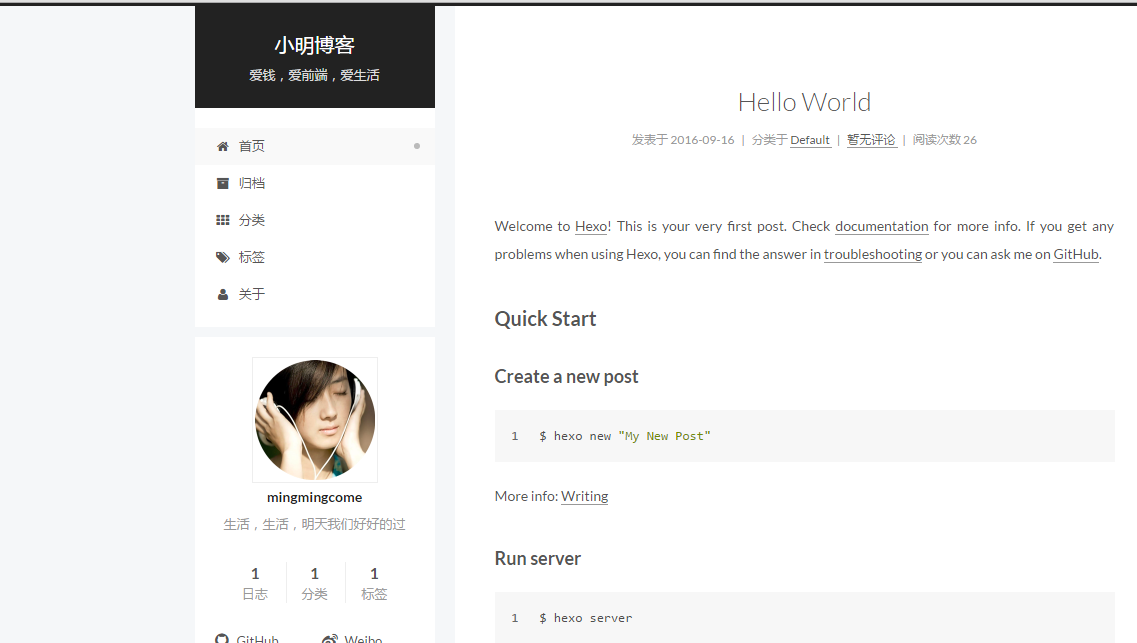 小明博客
爱钱，爱前端，爱生活
首页
归档
分类
标签
关于
mingmingcome
生活，生活，明天我们好好的过
1 1 1
日志 分类 标签
GitHub Weibo
Hello World
发表于 2016-09-16 | 分类于 Default | 暂无评论 | 阅读次数 26
Welcome to Hexo! This is your very first post. Check documentation for more info. If you get any
problems when using Hexo, you can find the answer in troubleshooting or you can ask me on GitHub.
Quick Start
Create a new post
1 $ hexo new "My New Post"
More info: Writing
Run server
1 $ hexo server